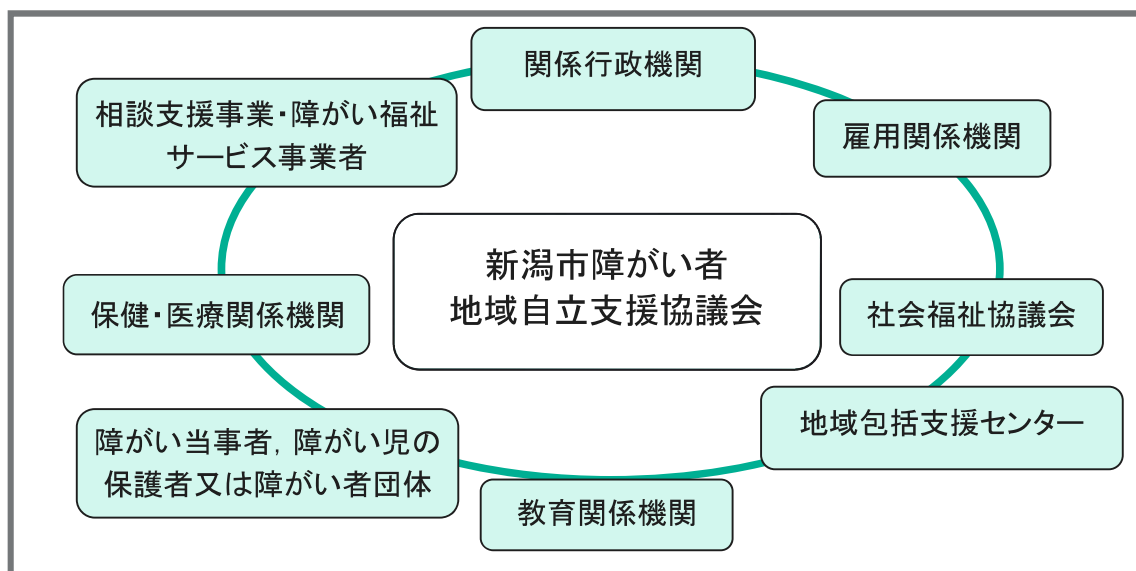 関係行政機関
相談支援事業・障がい福祉
サービス事業者
雇用関係機関
新潟市障がい者
地域自立支援協議会
保健・医療関係機関
社会福祉協議会
地域包括支援センター
障がい当事者，障がい児の
保護者又は障がい者団体
教育関係機関